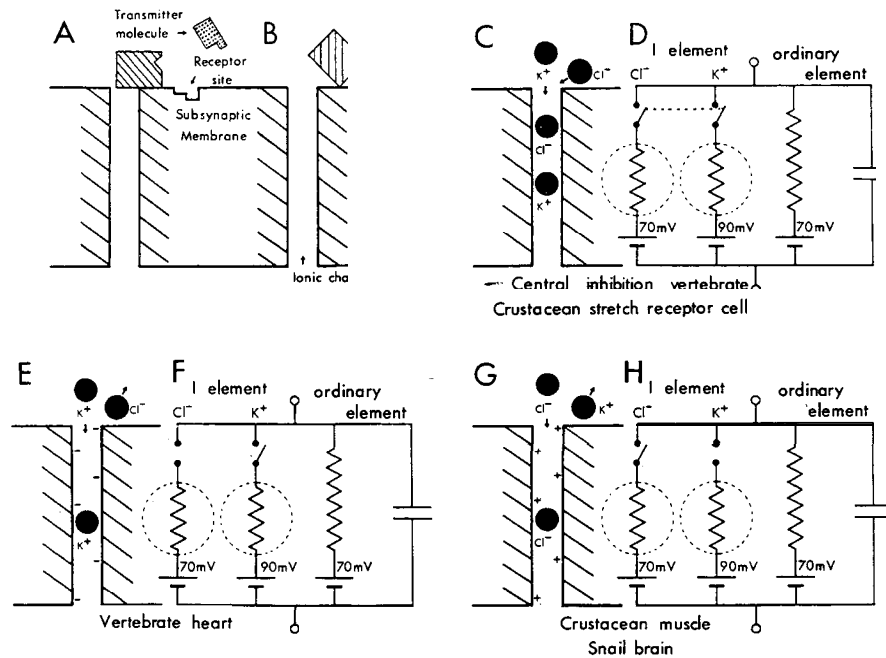 A
Transmitter
molecule
B
Receptor
site
Subsynaptic
Membrane
Ionic cha
C
K+
Cl-
Cl-
K+
D
I element
ordinary
element
Cl- K+
70mV 90mV 70mV
Central inhibition vertebrate
Crustacean stretch receptor cell
E
K+
Cl-
-
-
-
-
-
K+
F
I element
ordinary
element
Cl- K+
70mV 90mV 70mV
Vertebrate heart
G
Cl-
K+
+
+
+
+
+
+
Cl-
H
I element
ordinary
element
Cl- K+
70mV 90mV 70mV
Crustacean muscle
Snail brain